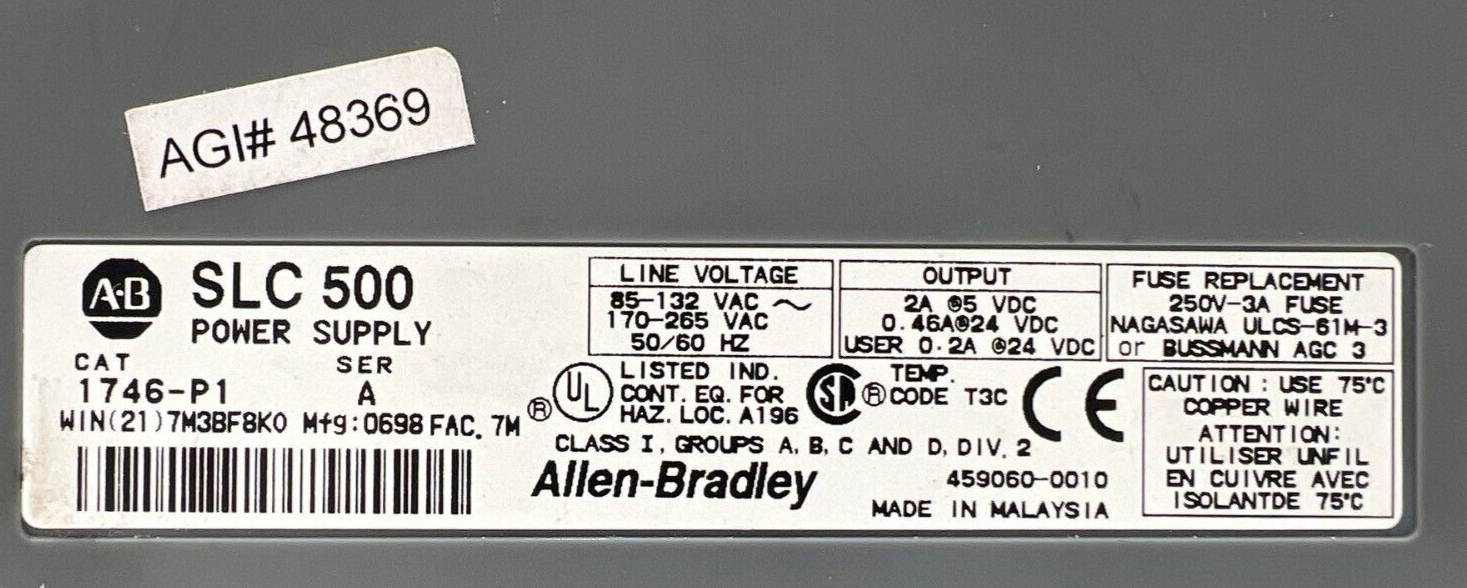 AGI# 48369
A·B
SLC 500
POWER SUPPLY
CAT SER
1746-P1 A
WIN(21)7M3BF8K0 Mfg:0698 FAC. 7M
LINE VOLTAGE
85-132 VAC ~
170-265 VAC
50/60 HZ
OUTPUT
2A @5 VDC
0.46A@24 VDC
USER 0.2A @24 VDC
FUSE REPLACEMENT
250V-3A FUSE
NAGASAWA ULCS-61M-3
or BUSSMANN AGC 3
UL ®
LISTED IND.
CONT. EQ. FOR
HAZ. LOC. A196
SA ®
TEMP.
CODE T3C
CE
CLASS I, GROUPS A, B, C AND D, DIV. 2
Allen-Bradley
459060-0010
MADE IN MALAYSIA
CAUTION : USE 75°C
COPPER WIRE
ATTENTION:
UTILISER UNFIL
EN CUIVRE AVEC
ISOLANTDE 75°C